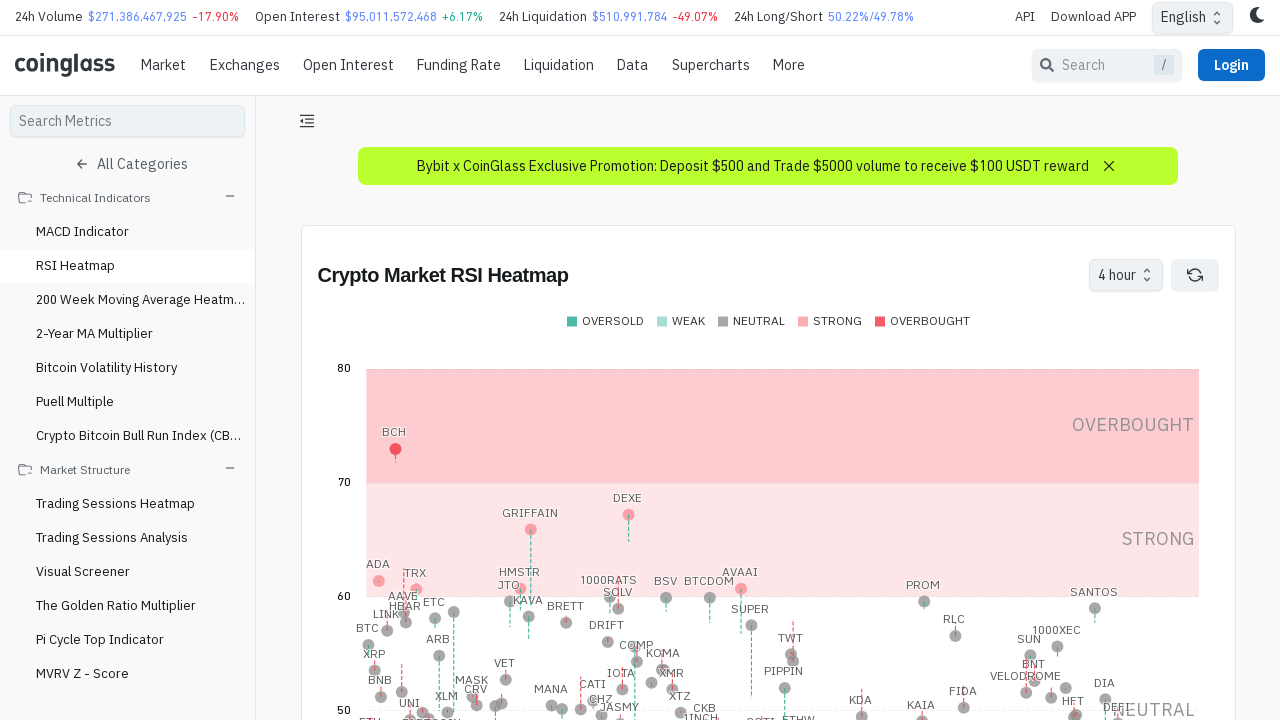 24h Volume $271,386,467,925 -17.90% Open Interest $95,011,572,468 +6.17% 24h Liquidation $510,991,784 -49.07% 24h Long/Short 50.22%/49.78% API Download APP English
coinglass Market Exchanges Open Interest Funding Rate Liquidation Data Supercharts More Search / Login
Search Metrics
All Categories
Technical Indicators
MACD Indicator
RSI Heatmap
200 Week Moving Average Heatm...
2-Year MA Multiplier
Bitcoin Volatility History
Puell Multiple
Crypto Bitcoin Bull Run Index (CB...
Market Structure
Trading Sessions Heatmap
Trading Sessions Analysis
Visual Screener
The Golden Ratio Multiplier
Pi Cycle Top Indicator
MVRV Z - Score
Bybit x CoinGlass Exclusive Promotion: Deposit $500 and Trade $5000 volume to receive $100 USDT reward
Crypto Market RSI Heatmap
4 hour
OVERSOLD WEAK NEUTRAL STRONG OVERBOUGHT
80
OVERBOUGHT
BCH
70
DEXE
GRIFFAIN
STRONG
ADA
TRX HMSTR AVAAI
JTO 1000RATS BSV BTCDOM PROM
60 AAVE SOLV SANTOS
HBAR ETC KAVA BRETT SUPER
LINK RLC
BTC DRIFT 1000XEC
ARB TWT SUN
XRP COMP KOMA
VET BNT
BNB MASK IOTA XMR PIPPIN VELODROME
CRV CATI DIA
UNI XLM MANA CHZ XTZ KDA FIDA HFT
JASMY CKB KAIA
50 1INCH NEUTRAL